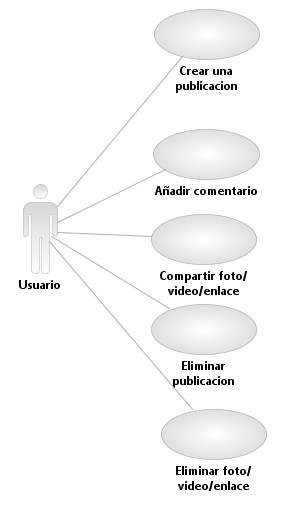 Crear una
publicacion
Añadir comentario
Compartir foto/
video/enlace
Usuario
Eliminar
publicacion
Eliminar foto/
video/enlace